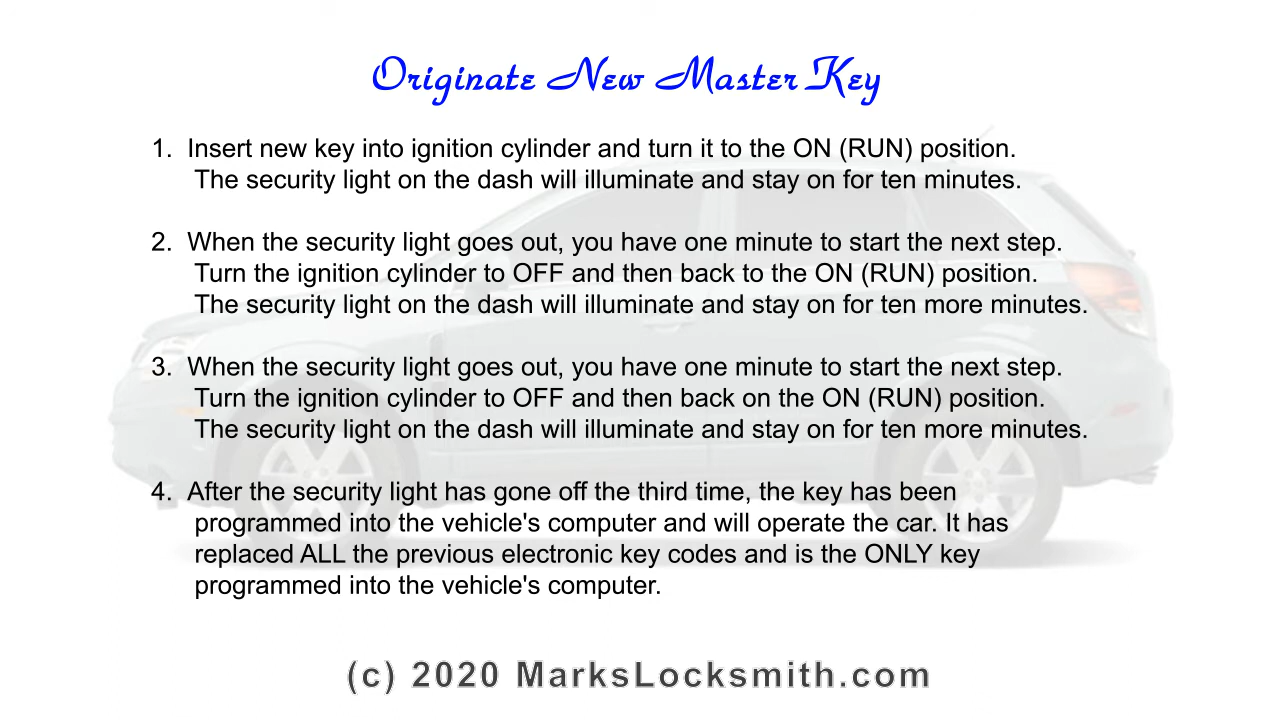 Originate New Master Key
1. Insert new key into ignition cylinder and turn it to the ON (RUN) position.
The security light on the dash will illuminate and stay on for ten minutes.
2. When the security light goes out, you have one minute to start the next step.
Turn the ignition cylinder to OFF and then back to the ON (RUN) position.
The security light on the dash will illuminate and stay on for ten more minutes.
3. When the security light goes out, you have one minute to start the next step.
Turn the ignition cylinder to OFF and then back on the ON (RUN) position.
The security light on the dash will illuminate and stay on for ten more minutes.
4. After the security light has gone off the third time, the key has been
programmed into the vehicle's computer and will operate the car. It has
replaced ALL the previous electronic key codes and is the ONLY key
programmed into the vehicle's computer.
(c) 2020 MarksLocksmith.com